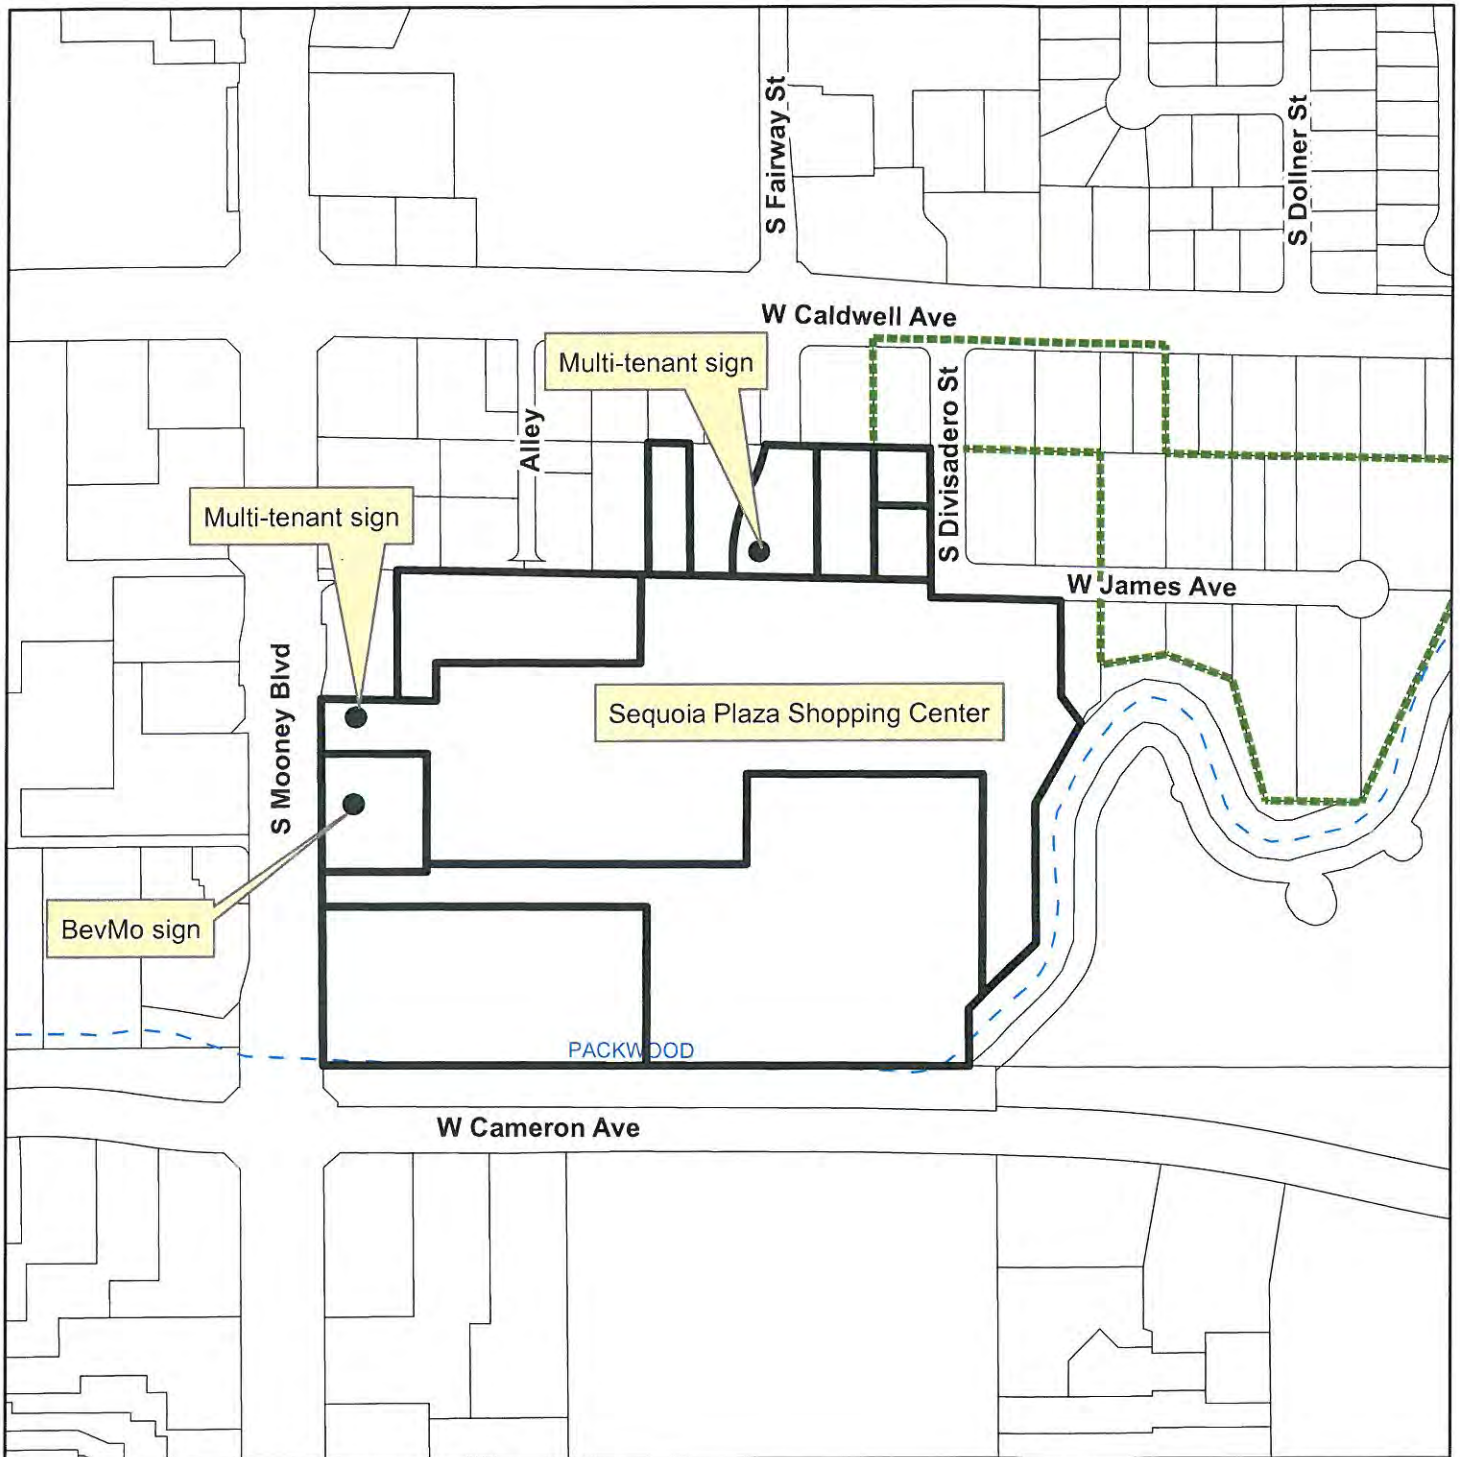 S Fairway St
S Dollner St
W Caldwell Ave
Multi-tenant sign
Alley
S Divisadero St
Multi-tenant sign
W James Ave
S Mooney Blvd
Sequoia Plaza Shopping Center
BevMo sign
PACKWOOD
W Cameron Ave